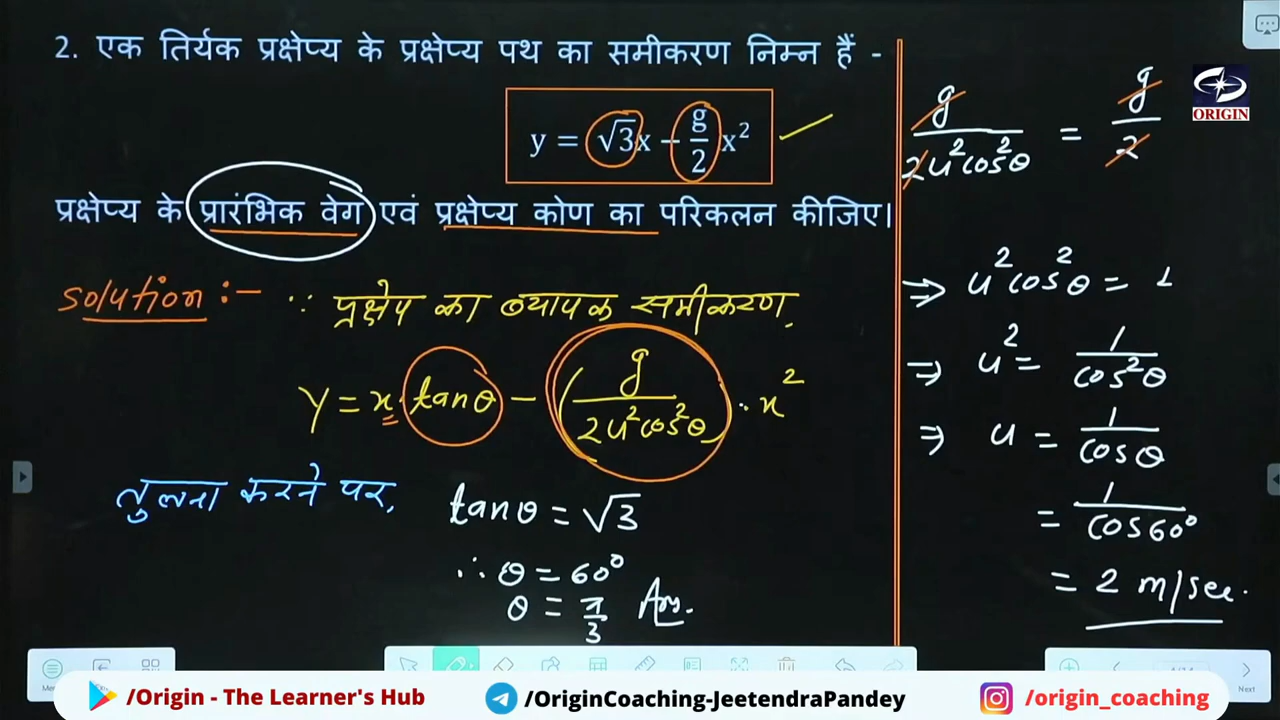 2. एक तिर्यक प्रक्षेप्य के प्रक्षेप्य पथ का समीकरण निम्न हैं -
y = √3x - g/2 x²
प्रक्षेप्य के प्रारंभिक वेग एवं प्रक्षेप्य कोण का परिकलन कीजिए।
Solution :- ∵ प्रक्षेप का व्यापक समीकरण,
y = x·tanθ - (g/2u²cos²θ)·x²
तुलना करने पर, tanθ = √3
∴ θ = 60°
θ = π/3 Ans.
g/2u²cos²θ = g/2
⇒ u²cos²θ = 1
⇒ u² = 1/cos²θ
⇒ u = 1/cosθ
= 1/cos60°
= 2 m/sec.
ORIGIN
Next
/Origin - The Learner's Hub
/OriginCoaching-JeetendraPandey
/origin_coaching